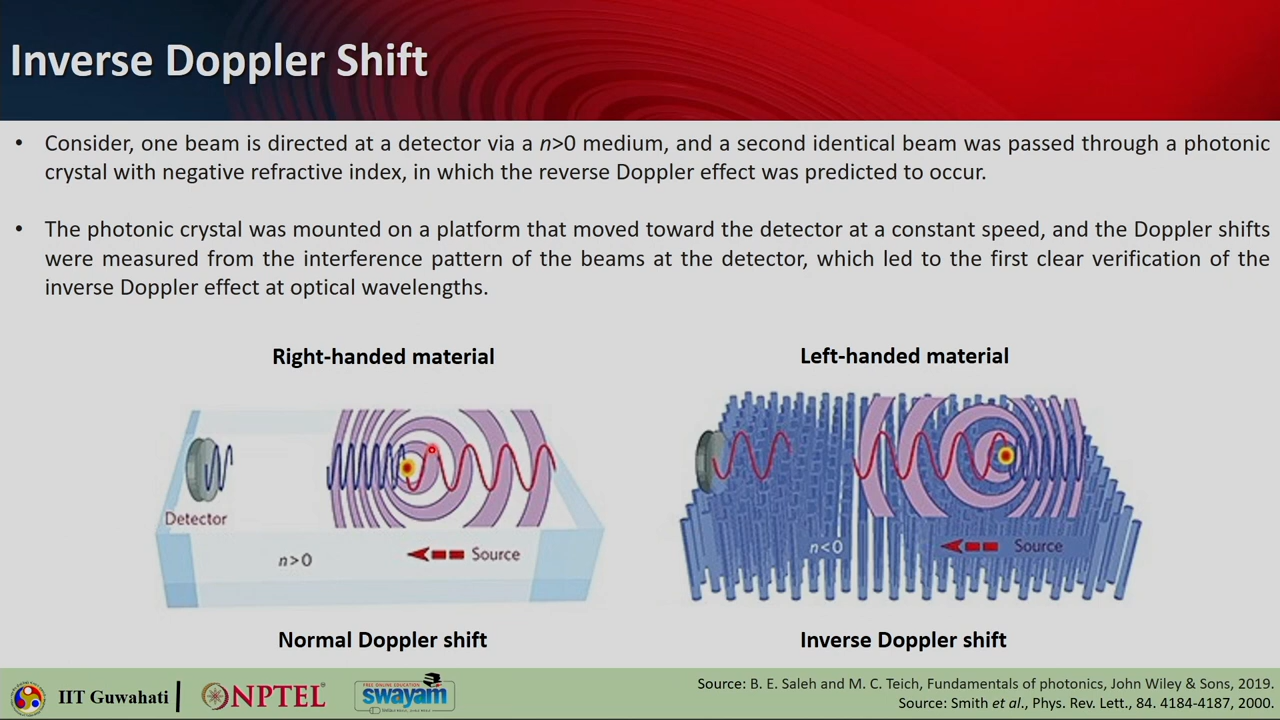 Inverse Doppler Shift
• Consider, one beam is directed at a detector via a n>0 medium, and a second identical beam was passed through a photonic
crystal with negative refractive index, in which the reverse Doppler effect was predicted to occur.
• The photonic crystal was mounted on a platform that moved toward the detector at a constant speed, and the Doppler shifts
were measured from the interference pattern of the beams at the detector, which led to the first clear verification of the
inverse Doppler effect at optical wavelengths.
Right-handed material
Left-handed material
Detector
n>0
Source
n<0
Source
Normal Doppler shift
Inverse Doppler shift
IIT Guwahati
NPTEL
FREE ONLINE EDUCATION
swayam
Source: B. E. Saleh and M. C. Teich, Fundamentals of photonics. John Wiley & Sons, 2019.
Source: Smith et al., Phys. Rev. Lett., 84. 4184-4187, 2000.